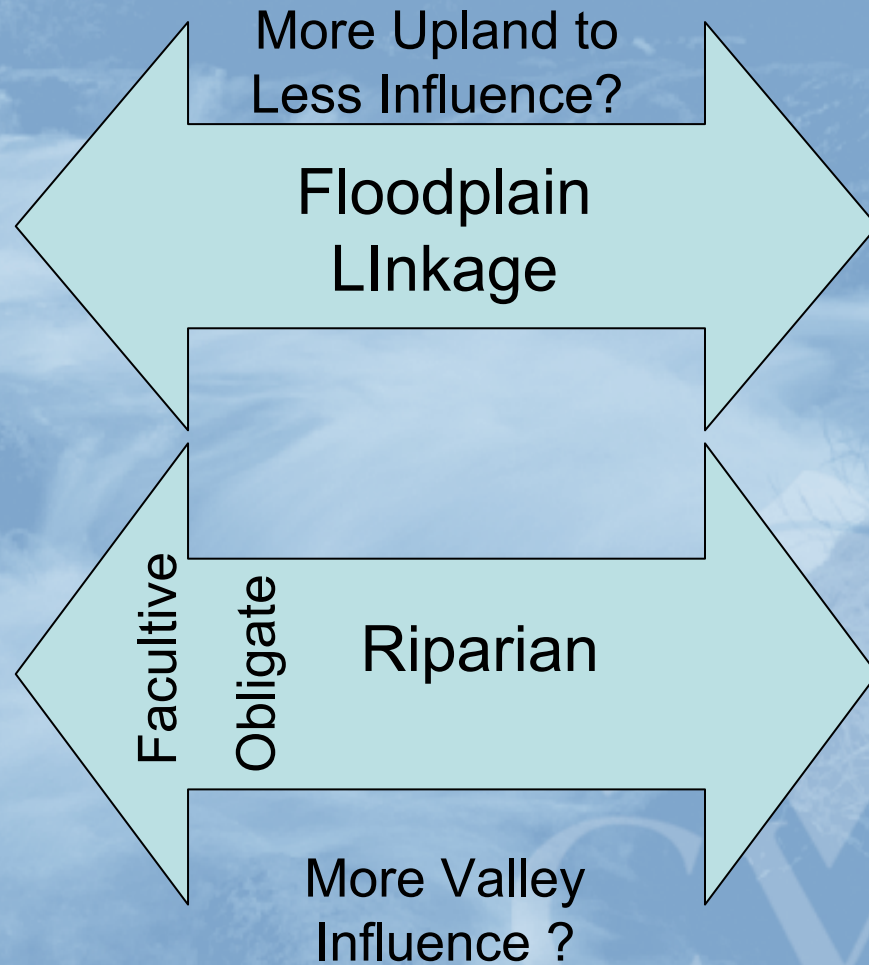 More Upland to
Less Influence?
Floodplain
LInkage
Facultive
Obligate
Riparian
More Valley
Influence ?